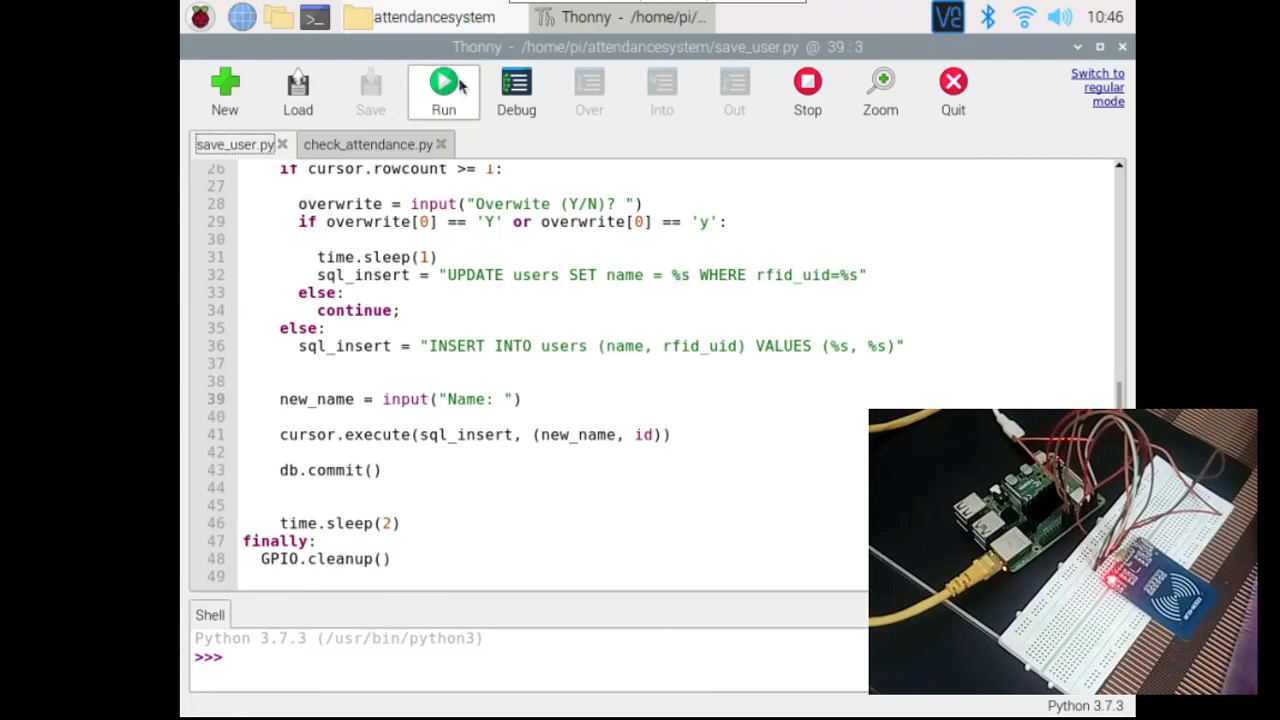 attendancesystem
Thonny - /home/pi/...
10:46
Thonny - /home/pi/attendancesystem/save_user.py @ 39 : 3
New
Load
Save
Run
Debug
Over
Into
Out
Stop
Zoom
Quit
Switch to
regular
mode
save_user.py
check_attendance.py
26 if cursor.rowcount >= 1:
27
28 overwrite = input("Overwite (Y/N)? ")
29 if overwrite[0] == 'Y' or overwrite[0] == 'y':
30
31 time.sleep(1)
32 sql_insert = "UPDATE users SET name = %s WHERE rfid_uid=%s"
33 else:
34 continue;
35 else:
36 sql_insert = "INSERT INTO users (name, rfid_uid) VALUES (%s, %s)"
37
38
39 new_name = input("Name: ")
40
41 cursor.execute(sql_insert, (new_name, id))
42
43 db.commit()
44
45
46 time.sleep(2)
47 finally:
48 GPIO.cleanup()
49
Shell
Python 3.7.3 (/usr/bin/python3)
>>>
Python 3.7.3